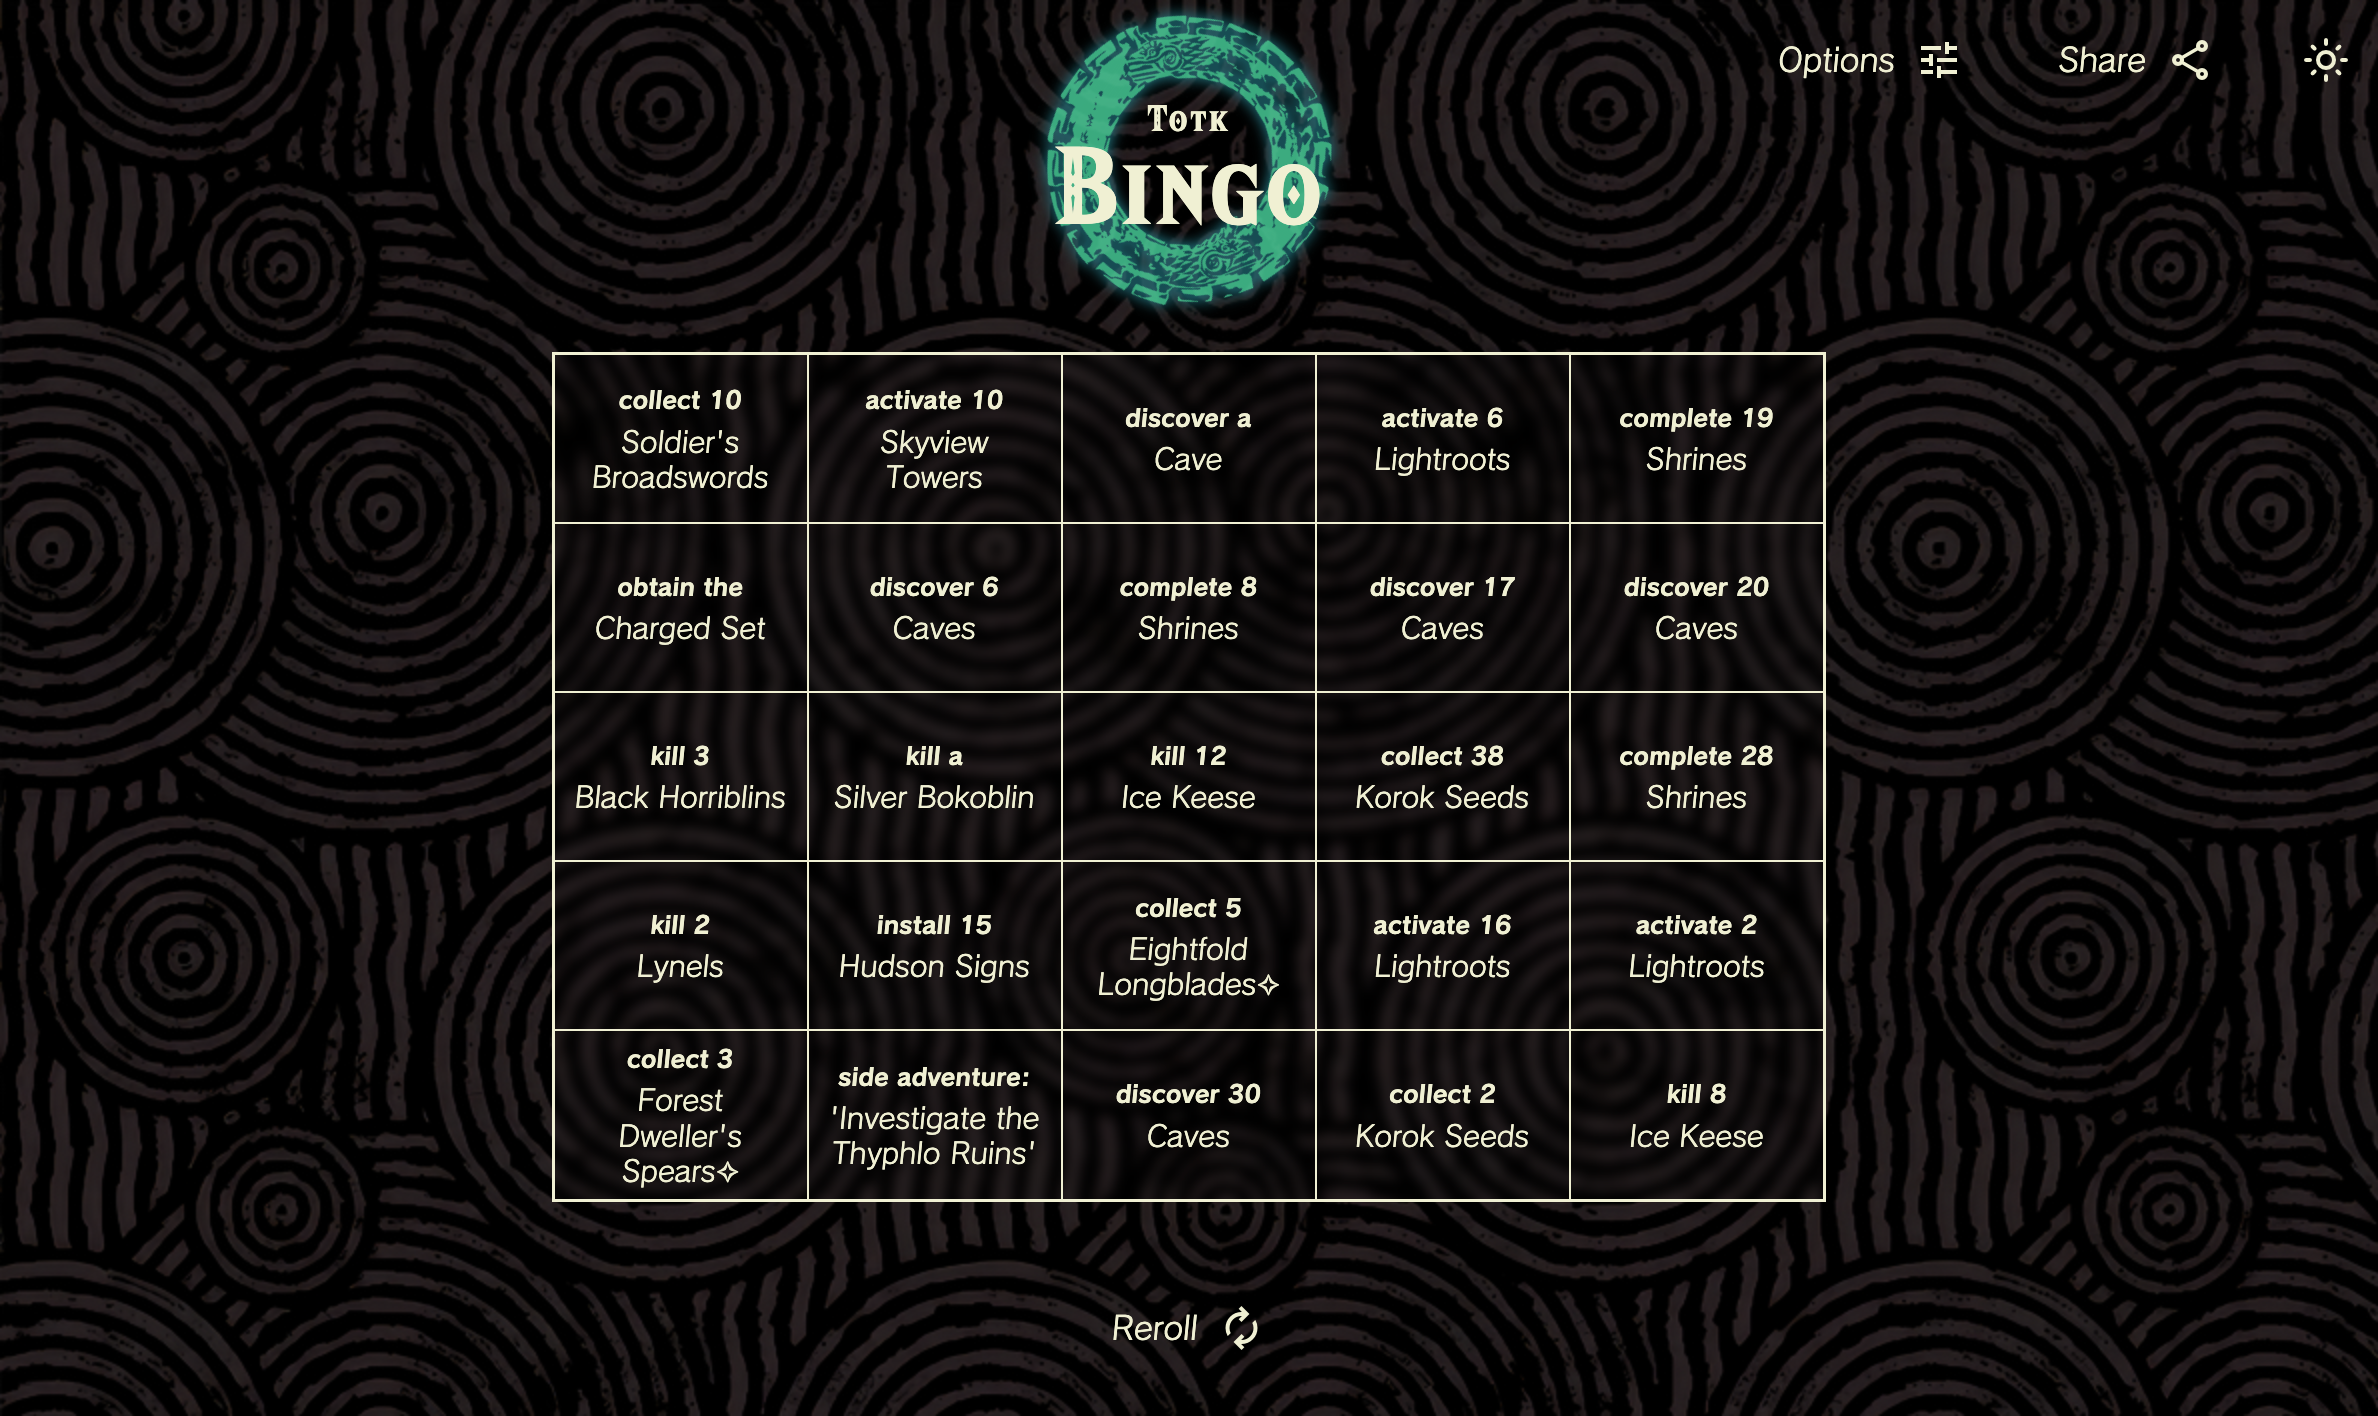 Options
Share
TOTK
BINGO
collect 10
Soldier's
Broadswords
activate 10
Skyview
Towers
discover a
Cave
activate 6
Lightroots
complete 19
Shrines
obtain the
Charged Set
discover 6
Caves
complete 8
Shrines
discover 17
Caves
discover 20
Caves
kill 3
Black Horriblins
kill a
Silver Bokoblin
kill 12
Ice Keese
collect 38
Korok Seeds
complete 28
Shrines
kill 2
Lynels
install 15
Hudson Signs
collect 5
Eightfold
Longblades✧
activate 16
Lightroots
activate 2
Lightroots
collect 3
Forest
Dweller's
Spears✧
side adventure:
'Investigate the
Thyphlo Ruins'
discover 30
Caves
collect 2
Korok Seeds
kill 8
Ice Keese
Reroll